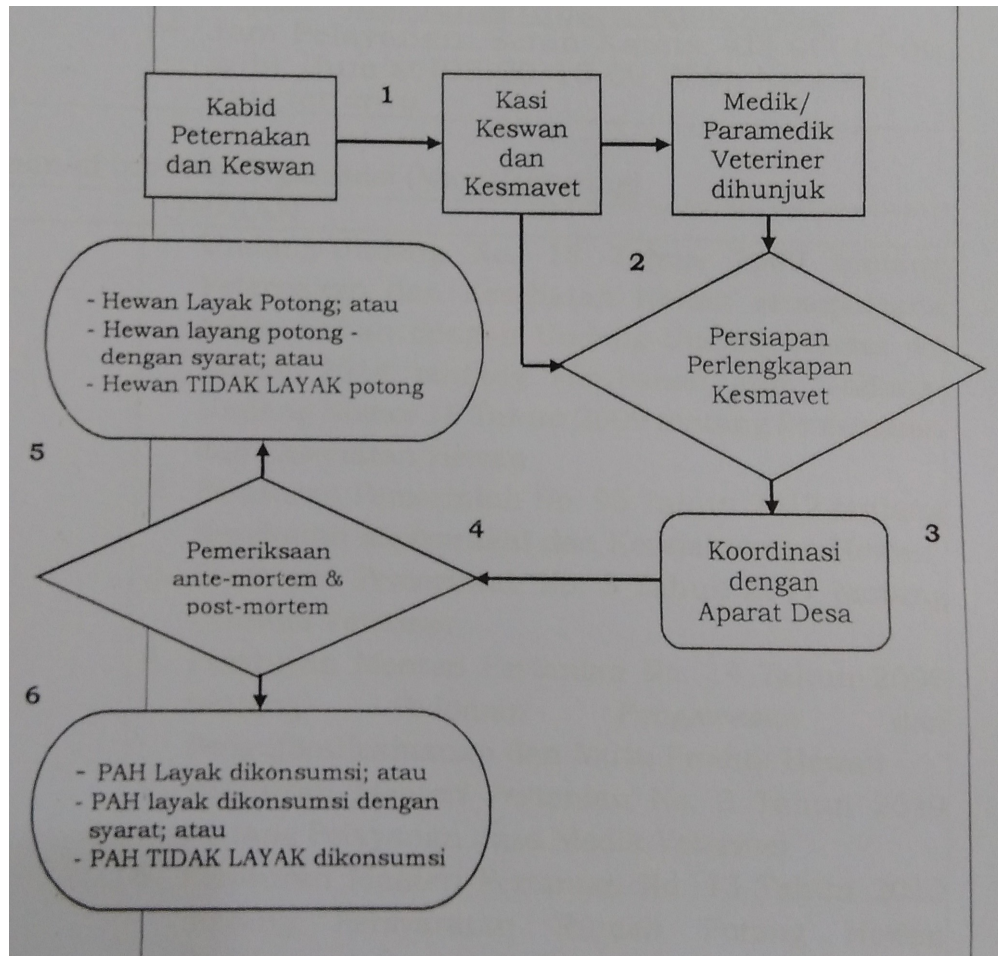 1
Kabid
Peternakan
dan Keswan
Kasi
Keswan
dan
Kesmavet
Medik/
Paramedik
Veteriner
dihunjuk
2
Persiapan
Perlengkapan
Kesmavet
3
Koordinasi
dengan
Aparat Desa
4
Pemeriksaan
ante-mortem &
post-mortem
5
- Hewan Layak Potong; atau
- Hewan layang potong -
dengan syarat; atau
- Hewan TIDAK LAYAK potong
6
- PAH Layak dikonsumsi; atau
- PAH layak dikonsumsi dengan
syarat; atau
- PAH TIDAK LAYAK dikonsumsi